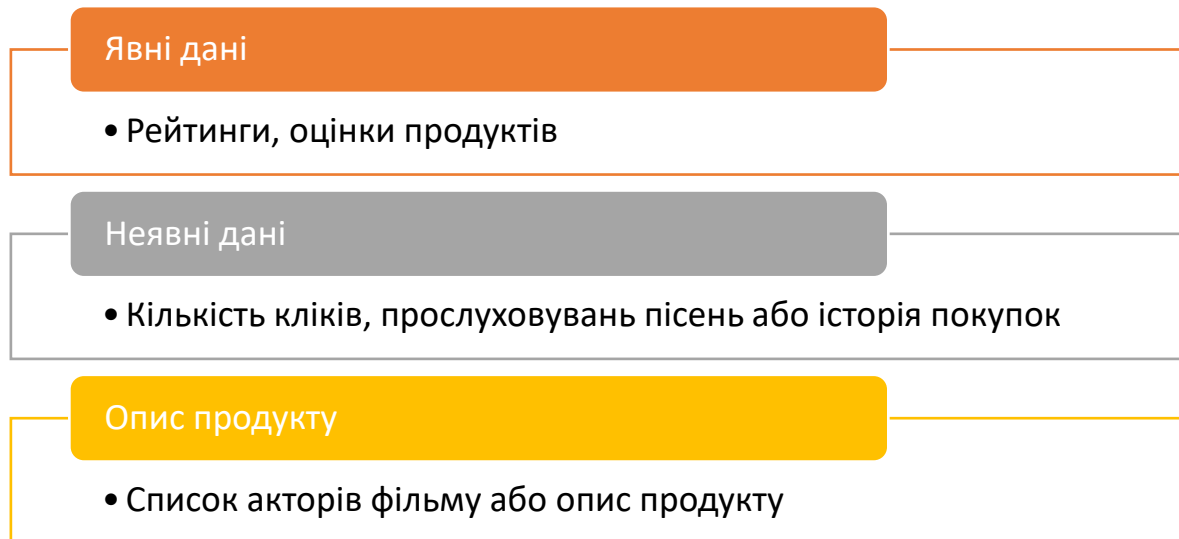 Явні дані
• Рейтинги, оцінки продуктів
Неявні дані
• Кількість кліків, прослуховувань пісень або історія покупок
Опис продукту
• Список акторів фільму або опис продукту